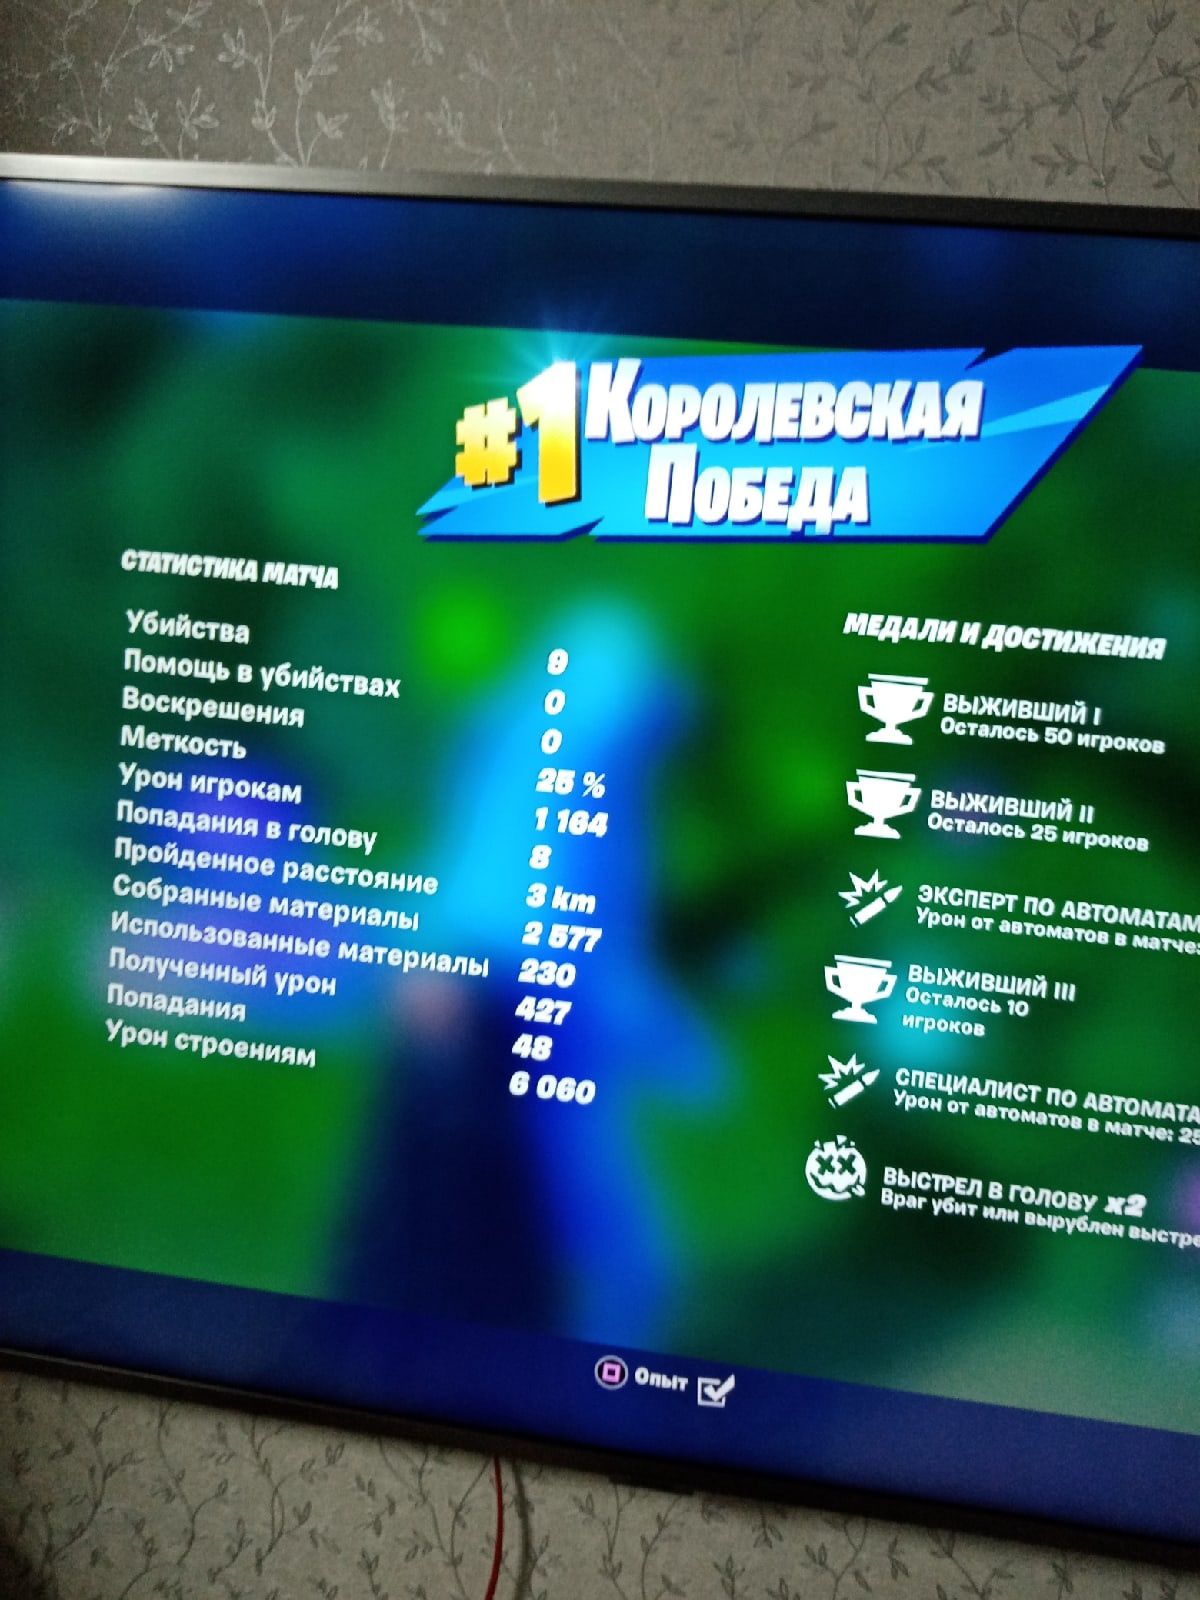 #1 Королевская
Победа
СТАТИСТИКА МАТЧА
Убийства 9
Помощь в убийствах 0
Воскрешения 0
Меткость 25 %
Урон игрокам 1 164
Попадания в голову 8
Пройденное расстояние 3 km
Собранные материалы 2 577
Использованные материалы 230
Полученный урон 427
Попадания 48
Урон строениям 6 060
МЕДАЛИ И ДОСТИЖЕНИЯ
ВЫЖИВШИЙ I
Осталось 50 игроков
ВЫЖИВШИЙ II
Осталось 25 игроков
ЭКСПЕРТ ПО АВТОМАТАМ
Урон от автоматов в матче:
ВЫЖИВШИЙ III
Осталось 10
игроков
СПЕЦИАЛИСТ ПО
Урон от автоматов в матче:
ВЫСТРЕЛ В ГОЛОВУ x2
Враг убит или вырублен
Опыт